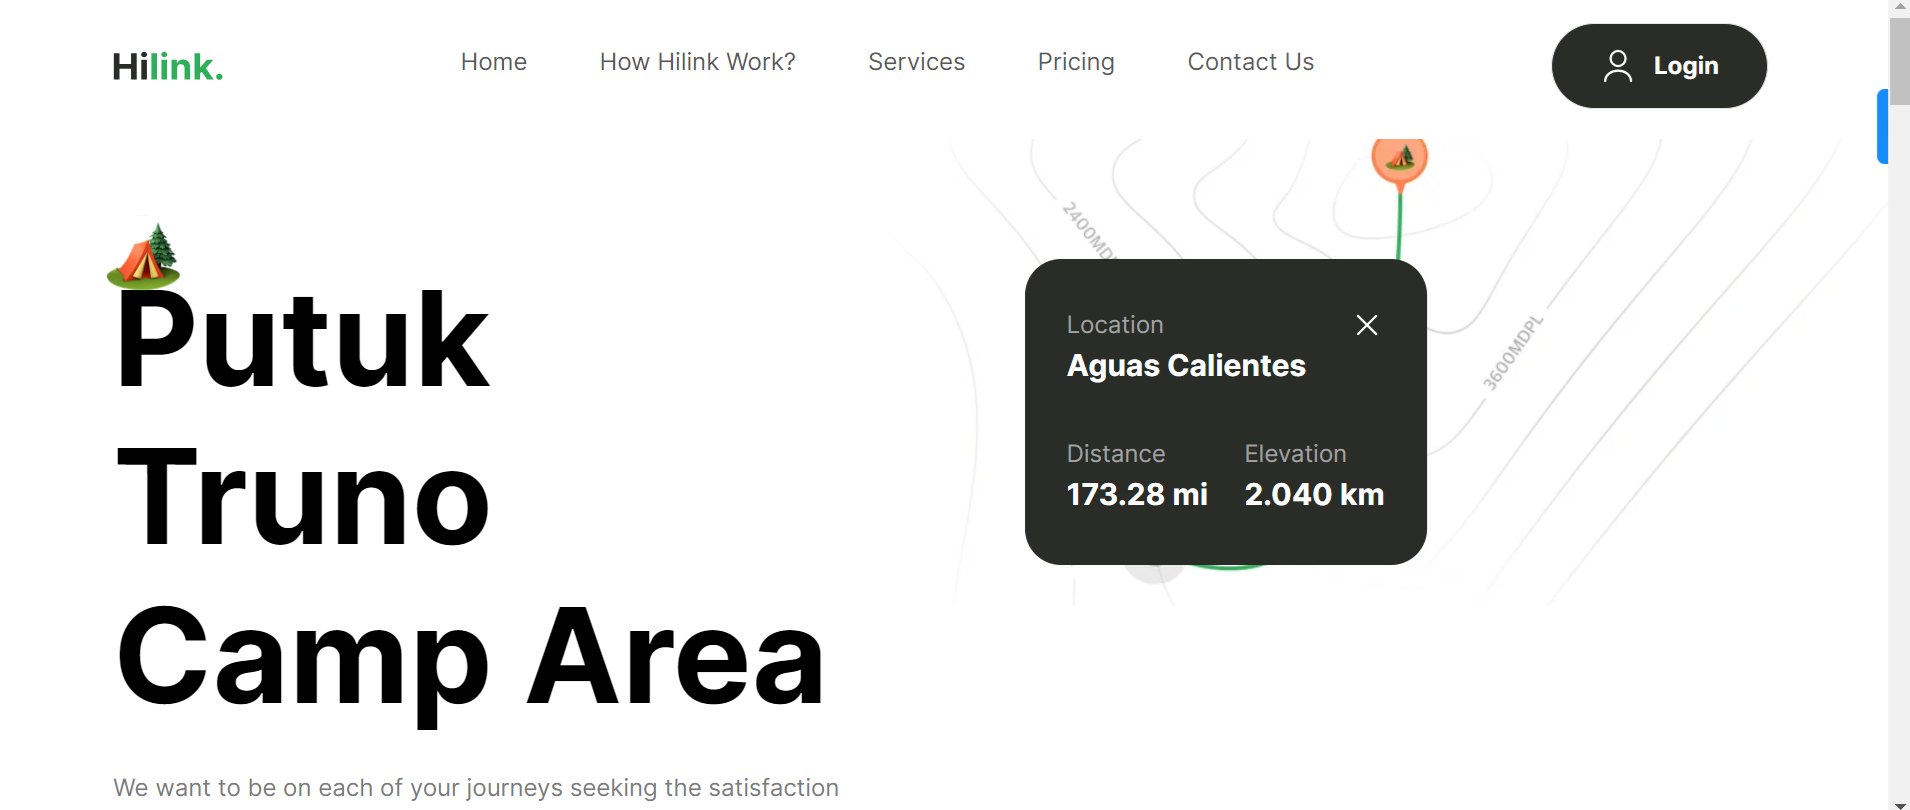 Hilink.
Home
How Hilink Work?
Services
Pricing
Contact Us
Login
2400MD
3600MDPL
Putuk
Truno
Camp Area
Location
Aguas Calientes
Distance
Elevation
173.28 mi
2.040 km
We want to be on each of your journeys seeking the satisfaction